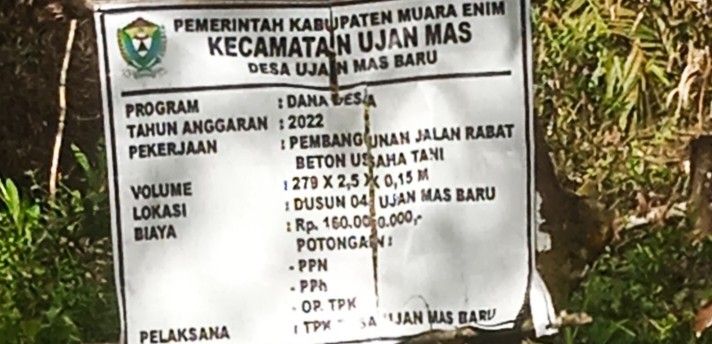 PEMERINTAH KABUPATEN MUARA ENIM
KECAMATAN UJAN MAS
DESA UJAN MAS BARU
PROGRAM : DANA DESA
TAHUN ANGGARAN : 2022
PEKERJAAN : PEMBANGUNAN JALAN RABAT
BETON USAHA TANI
VOLUME : 279 X 2,5 X 0,15 M
LOKASI : DUSUN 04 UJAN MAS BARU
BIAYA : Rp. 160.000.000,-
POTONGAN :
- PPN
- PPh
- OP. TPK
PELAKSANA : TPK DESA UJAN MAS BARU